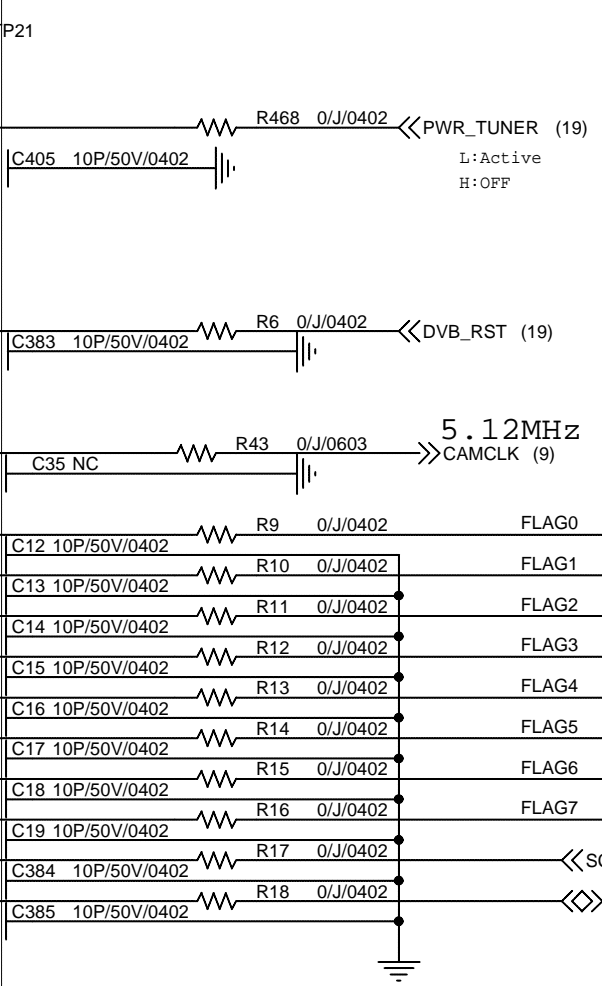 P21
R468 0/J/0402 PWR_TUNER (19)
C405 10P/50V/0402 L:Active
H:OFF
R6 0/J/0402 DVB_RST (19)
C383 10P/50V/0402
5.12MHz
R43 0/J/0603 CAMCLK (9)
C35 NC
R9 0/J/0402 FLAG0
C12 10P/50V/0402
R10 0/J/0402 FLAG1
C13 10P/50V/0402
R11 0/J/0402 FLAG2
C14 10P/50V/0402
R12 0/J/0402 FLAG3
C15 10P/50V/0402
R13 0/J/0402 FLAG4
C16 10P/50V/0402
R14 0/J/0402 FLAG5
C17 10P/50V/0402
R15 0/J/0402 FLAG6
C18 10P/50V/0402
R16 0/J/0402 FLAG7
C19 10P/50V/0402
R17 0/J/0402
C384 10P/50V/0402
R18 0/J/0402
C385 10P/50V/0402